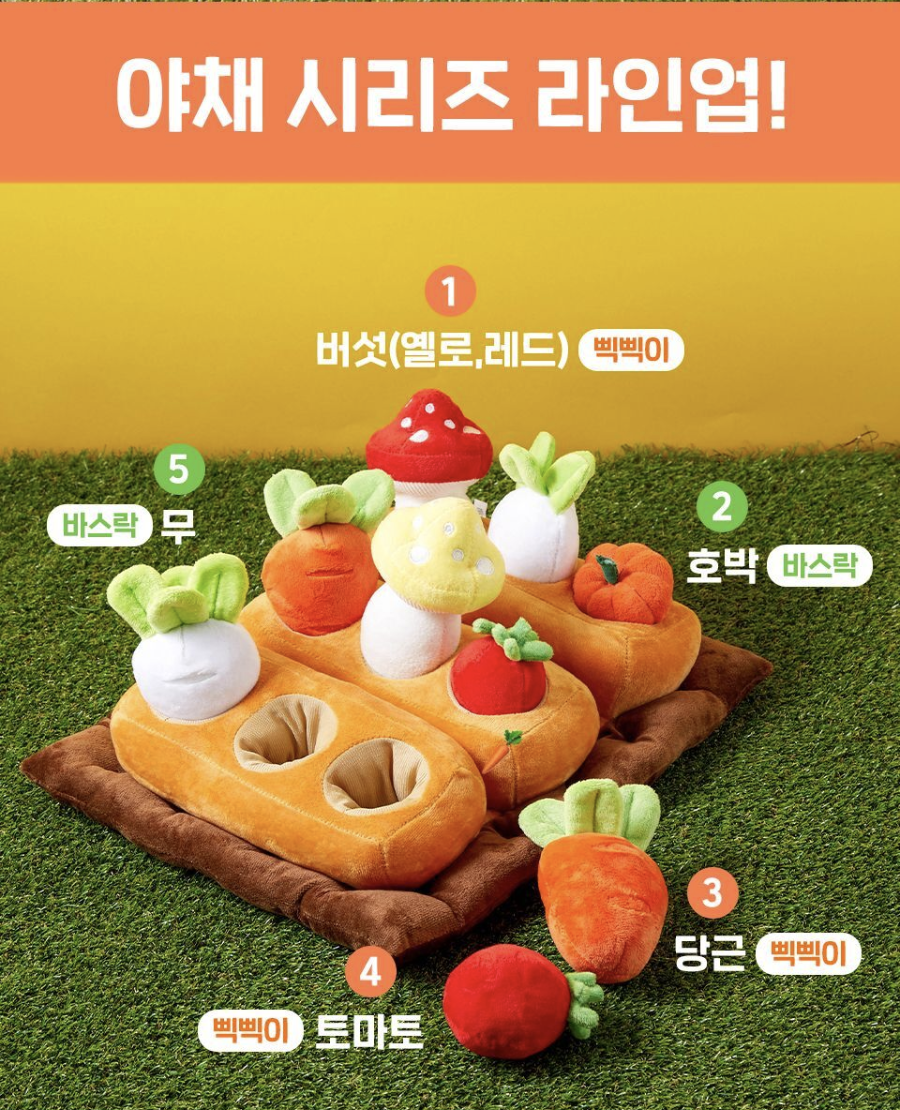 야채 시리즈 라인업!
1
버섯(옐로,레드) 삑삑이
5
바스락 무
2
호박 바스락
3
당근 삑삑이
4
삑삑이 토마토